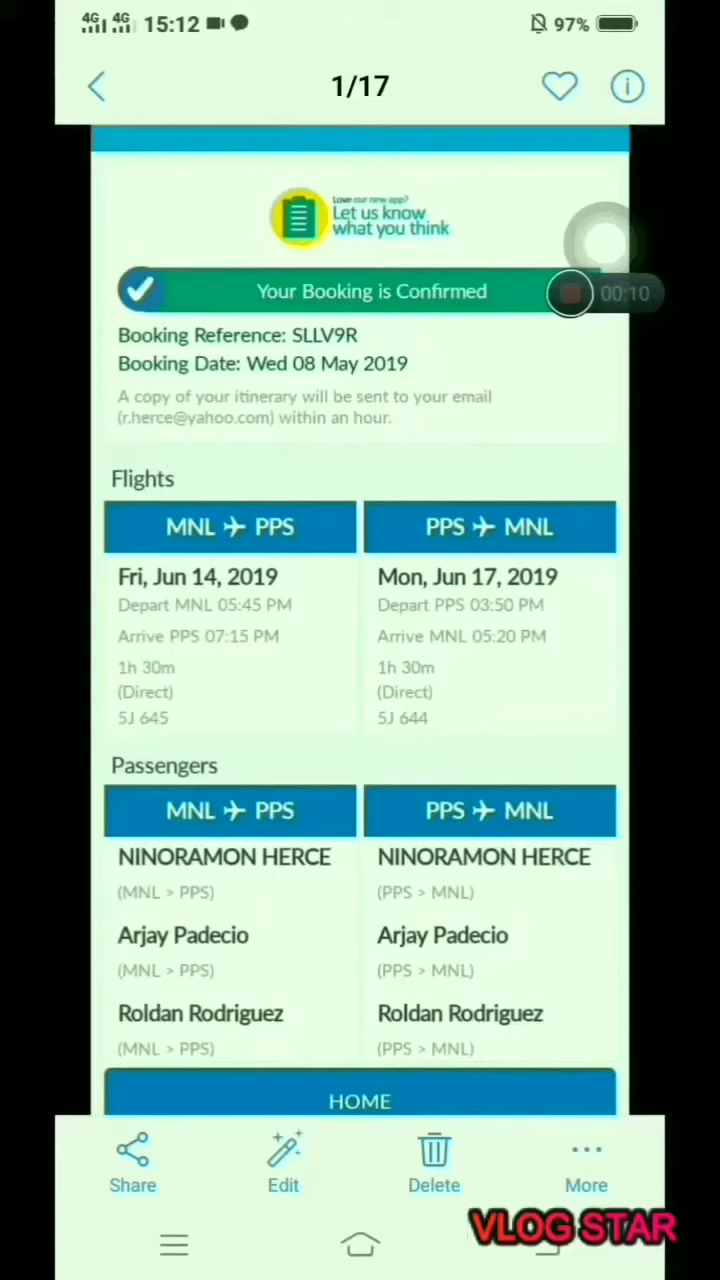 4G 4G 15:12 97%
1/17
Love our new app?
Let us know
what you think
Your Booking is Confirmed
00:10
Booking Reference: SLLV9R
Booking Date: Wed 08 May 2019
A copy of your itinerary will be sent to your email
(r.herce@yahoo.com) within an hour.
Flights
MNL PPS
PPS MNL
Fri, Jun 14, 2019
Depart MNL 05:45 PM
Arrive PPS 07:15 PM
1h 30m
(Direct)
5J 645
Mon, Jun 17, 2019
Depart PPS 03:50 PM
Arrive MNL 05:20 PM
1h 30m
(Direct)
5J 644
Passengers
MNL PPS
PPS MNL
NINORAMON HERCE
(MNL > PPS)
Arjay Padecio
(MNL > PPS)
Roldan Rodriguez
(MNL > PPS)
NINORAMON HERCE
(PPS > MNL)
Arjay Padecio
(PPS > MNL)
Roldan Rodriguez
(PPS > MNL)
HOME
Share
Edit
Delete
More
VLOG STAR